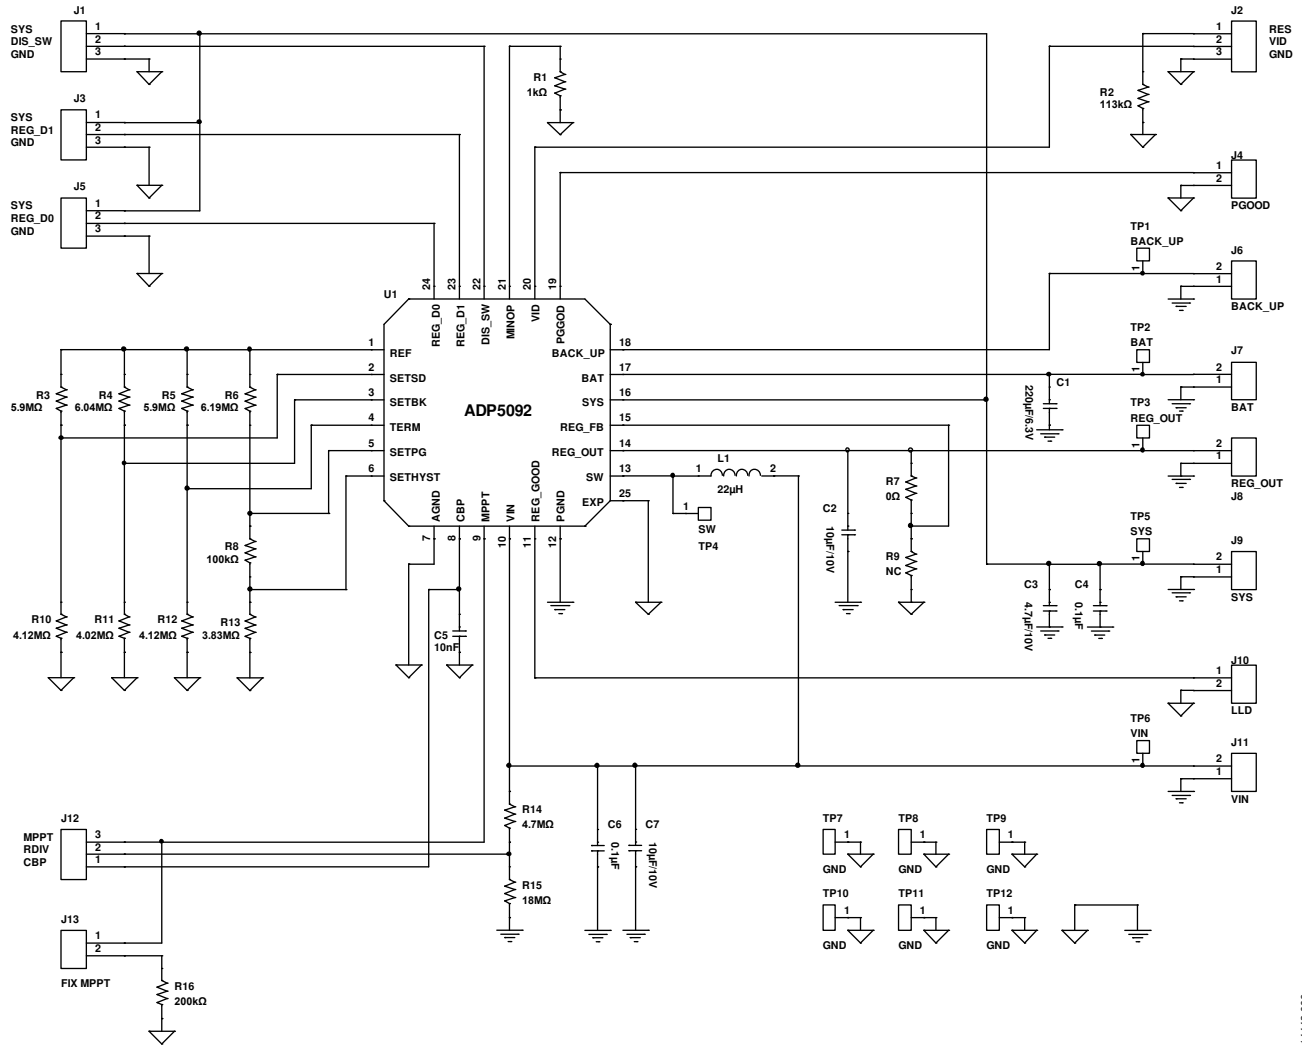 J1
SYS 1
DIS_SW 2
GND 3
J3
SYS 1
REG_D1 2
GND 3
J5
SYS 1
REG_D0 2
GND 3
R1
1kΩ
J2
1 RES
2 VID
3 GND
R2
113kΩ
J4
1
2
PGOOD
TP1
BACK_UP
1
J6
2
1
BACK_UP
TP2
BAT
1
J7
2
1
BAT
TP3
REG_OUT
1
2
1
REG_OUT
J8
TP5
SYS
1
J9
2
1
SYS
J10
1
2
LLD
TP6
VIN
1
J11
2
1
VIN
U1
24 23 22 21 20 19
REG_D0 REG_D1 DIS_SW MINOP VID PGGOD
1 REF
2 SETSD
3 SETBK
4 TERM
5 SETPG
6 SETHYST
ADP5092
BACK_UP 18
BAT 17
SYS 16
REG_FB 15
REG_OUT 14
SW 13
EXP 25
AGND CBP MPPT VIN REG_GOOD PGND
7 8 9 10 11 12
R3
5.9MΩ
R4
6.04MΩ
R5
5.9MΩ
R6
6.19MΩ
R8
100kΩ
R10
4.12MΩ
R11
4.02MΩ
R12
4.12MΩ
R13
3.83MΩ
C5
10nF
L1
1 2
22µH
1
SW
TP4
C1
220µF/6.3V
C2
10µF/10V
R7
0Ω
R9
NC
C3
4.7µF/10V
C4
0.1µF
J12
MPPT 3
RDIV 2
CBP 1
J13
1
2
FIX MPPT
R16
200kΩ
R14
4.7MΩ
R15
18MΩ
C6
0.1µF
C7
10µF/10V
TP7 TP8 TP9
1 1 1
GND GND GND
TP10 TP11 TP12
1 1 1
GND GND GND